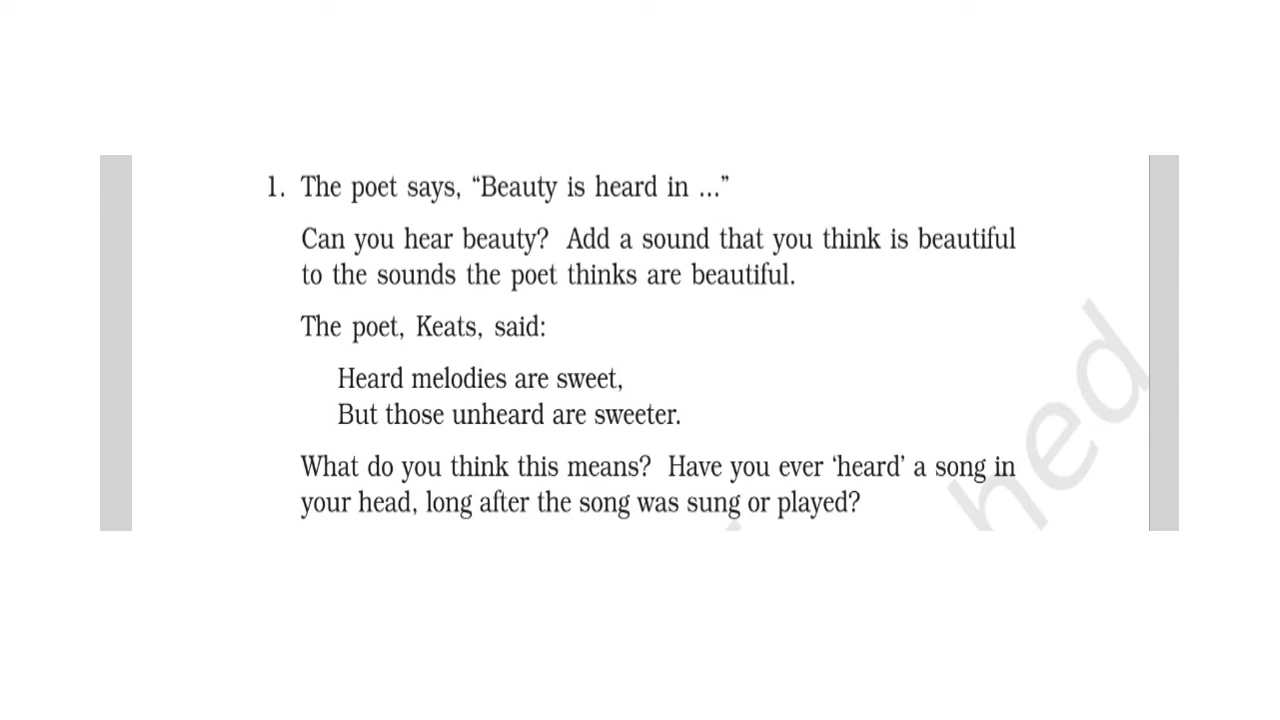 1. The poet says, “Beauty is heard in ...”
Can you hear beauty? Add a sound that you think is beautiful
to the sounds the poet thinks are beautiful.
The poet, Keats, said:
Heard melodies are sweet,
But those unheard are sweeter.
What do you think this means? Have you ever ‘heard’ a song in
your head, long after the song was sung or played?
hed